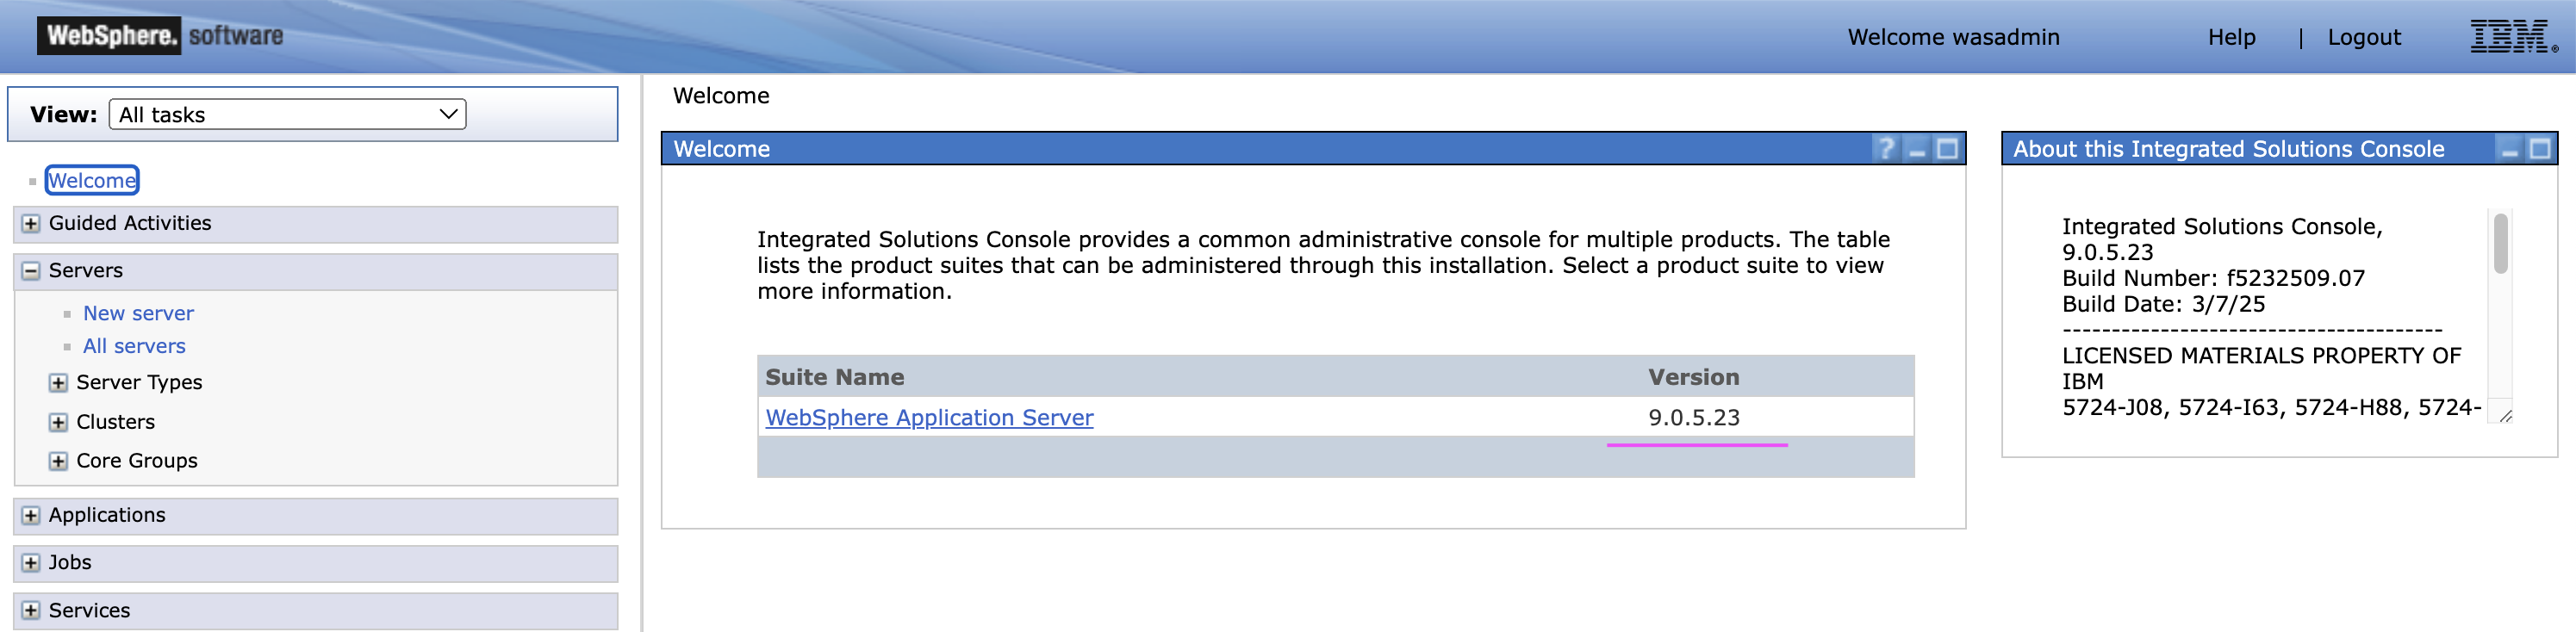 WebSphere. software
Welcome wasadmin
Help | Logout
IBM®
View: All tasks
Welcome
Guided Activities
Servers
New server
All servers
Server Types
Clusters
Core Groups
Applications
Jobs
Services
Welcome
Welcome
?
Integrated Solutions Console provides a common administrative console for multiple products. The table
lists the product suites that can be administered through this installation. Select a product suite to view
more information.
Suite Name Version
WebSphere Application Server 9.0.5.23
About this Integrated Solutions Console
Integrated Solutions Console,
9.0.5.23
Build Number: f5232509.07
Build Date: 3/7/25
---------------------------------------
LICENSED MATERIALS PROPERTY OF
IBM
5724-J08, 5724-I63, 5724-H88, 5724-